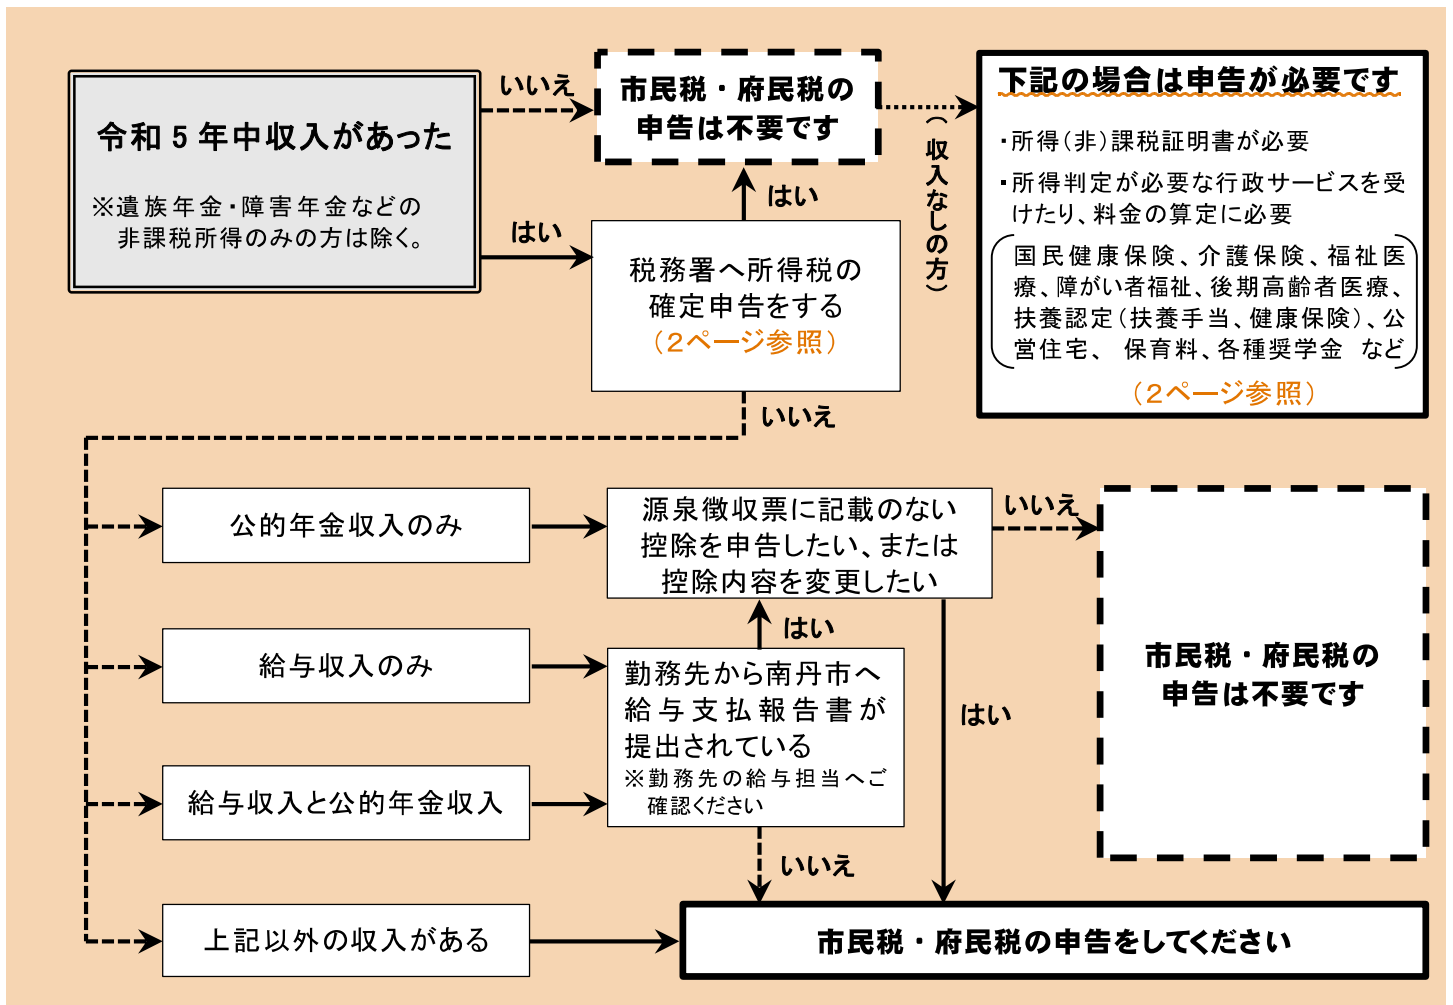 令和５年中収入があった
※遺族年金・障害年金などの
非課税所得のみの方は除く。
いいえ
はい
市民税・府民税の
申告は不要です
はい
（収入なしの方）
下記の場合は申告が必要です
・所得(非)課税証明書が必要
・所得判定が必要な行政サービスを受
けたり、料金の算定に必要
国民健康保険、介護保険、福祉医
療、障がい者福祉、後期高齢者医療、
扶養認定(扶養手当、健康保険)、公
営住宅、 保育料、各種奨学金 など
（２ページ参照）
税務署へ所得税の
確定申告をする
（２ページ参照）
いいえ
公的年金収入のみ
給与収入のみ
給与収入と公的年金収入
上記以外の収入がある
源泉徴収票に記載のない
控除を申告したい、または
控除内容を変更したい
いいえ
はい
はい
勤務先から南丹市へ
給与支払報告書が
提出されている
※勤務先の給与担当へご
確認ください
いいえ
市民税・府民税の
申告は不要です
市民税・府民税の申告をしてください